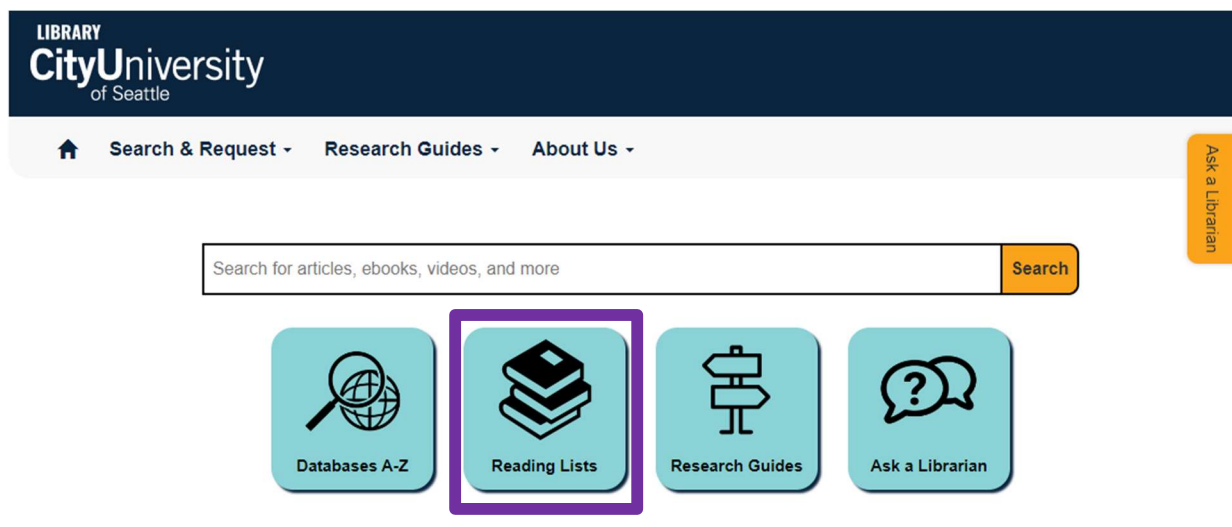 LIBRARY
CityUniversity
of Seattle
Search & Request
Research Guides
About Us
Ask a Librarian
Search for articles, ebooks, videos, and more
Search
Databases A-Z
Reading Lists
Research Guides
?
Ask a Librarian